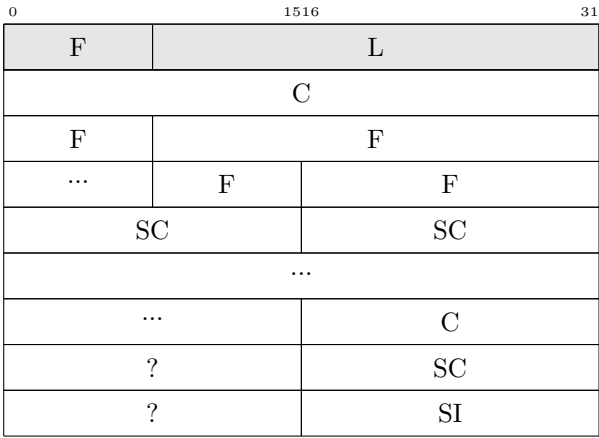 0 1516 31
F L
C
F F
... F F
SC SC
...
... C
? SC
? SI